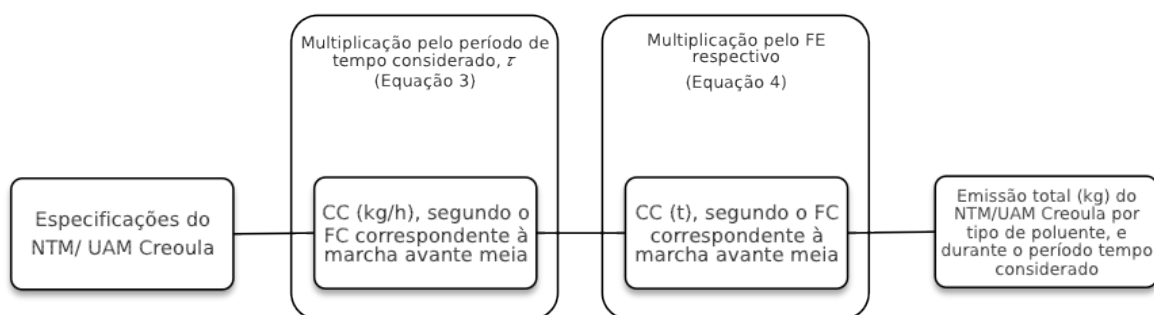 Multiplicação pelo período de
tempo considerado, τ
(Equação 3)
Multiplicação pelo FE
respectivo
(Equação 4)
Especificações do
NTM/ UAM Creoula
CC (kg/h), segundo o
FC correspondente à
marcha avante meia
CC (t), segundo o FC
correspondente à
marcha avante meia
Emissão total (kg) do
NTM/UAM Creoula por
tipo de poluente, e
durante o período tempo
considerado